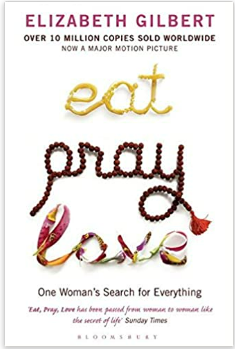 ELIZABETH GILBERT
OVER 10 MILLION COPIES SOLD WORLDWIDE
NOW A MAJOR MOTION PICTURE
eat
pray
love
One Woman's Search for Everything
'Eat, Pray, Love has been passed from woman to woman like
the secret of life' Sunday Times
BLOOMSBURY